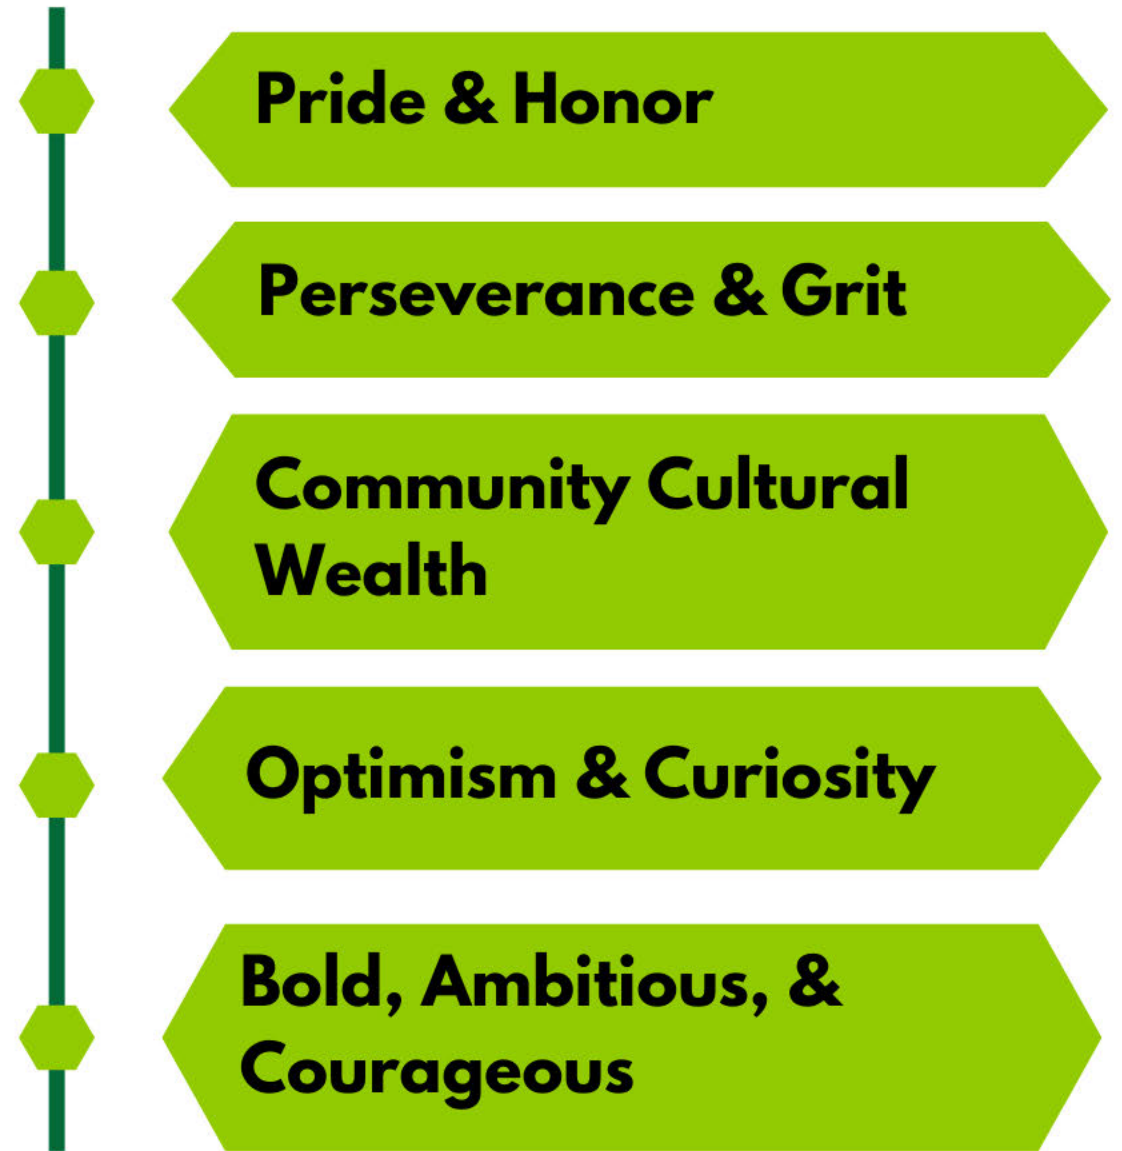 Pride & Honor
Perseverance & Grit
Community Cultural
Wealth
Optimism & Curiosity
Bold, Ambitious, &
Courageous